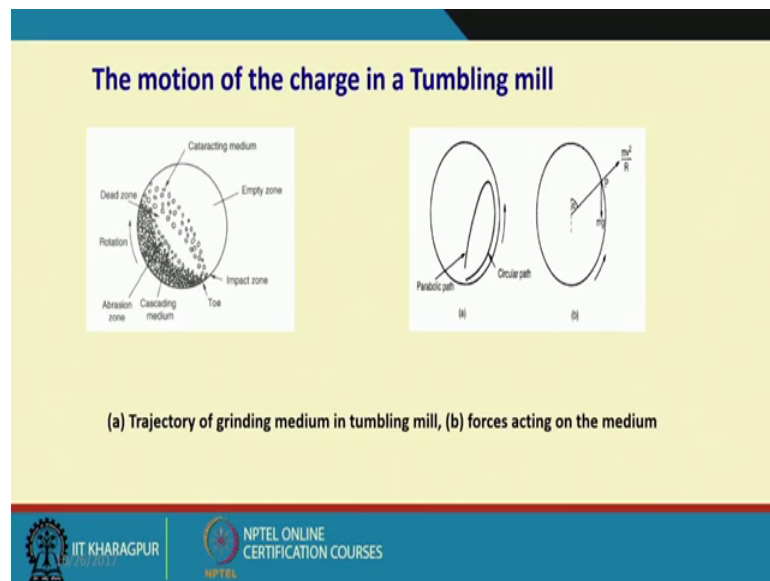 The motion of the charge in a Tumbling mill
Cataracting medium
Dead zone
Empty zone
Rotation
Impact zone
Abrasion zone
Cascading medium
Toe
Parabolic path
Circular path
(a)
mv²
R
P
mg
(b)
(a) Trajectory of grinding medium in tumbling mill, (b) forces acting on the medium
IIT KHARAGPUR
NPTEL
NPTEL ONLINE
CERTIFICATION COURSES